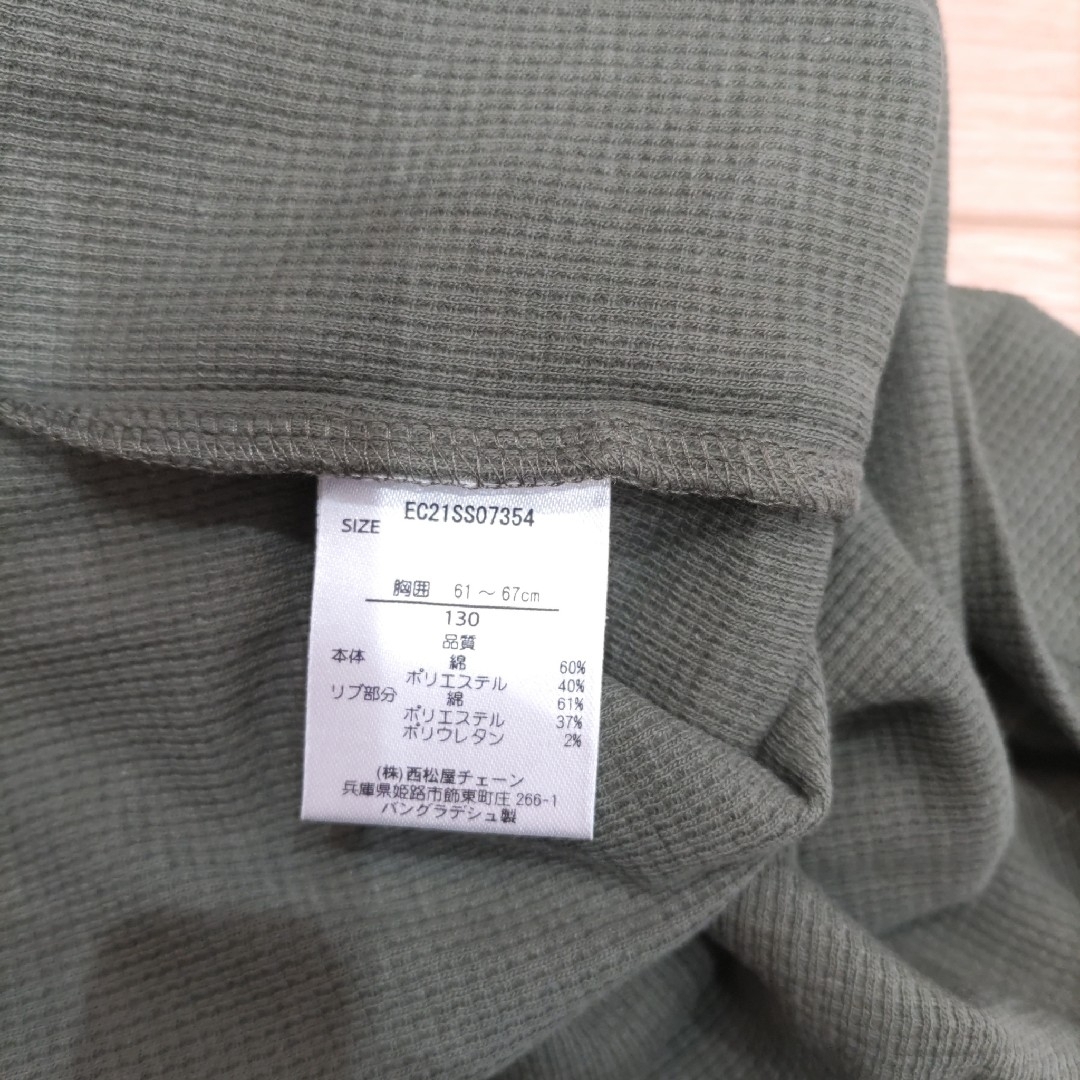 EC21SS07354
SIZE
胸囲 61～67cm
130
品質
本体 綿 60%
ポリエステル 40%
リブ部分 綿 61%
ポリエステル 37%
ポリウレタン 2%
(株)西松屋チェーン
兵庫県姫路市飾東町庄 266-1
バングラデシュ製